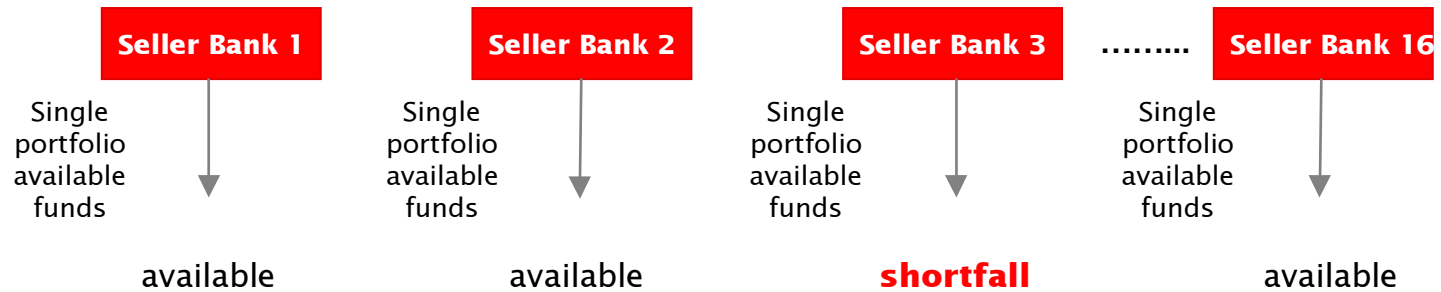 Seller Bank 1
Seller Bank 2
Seller Bank 3
.........
Seller Bank 16
Single
portfolio
available
funds
Single
portfolio
available
funds
Single
portfolio
available
funds
Single
portfolio
available
funds
available
available
shortfall
available